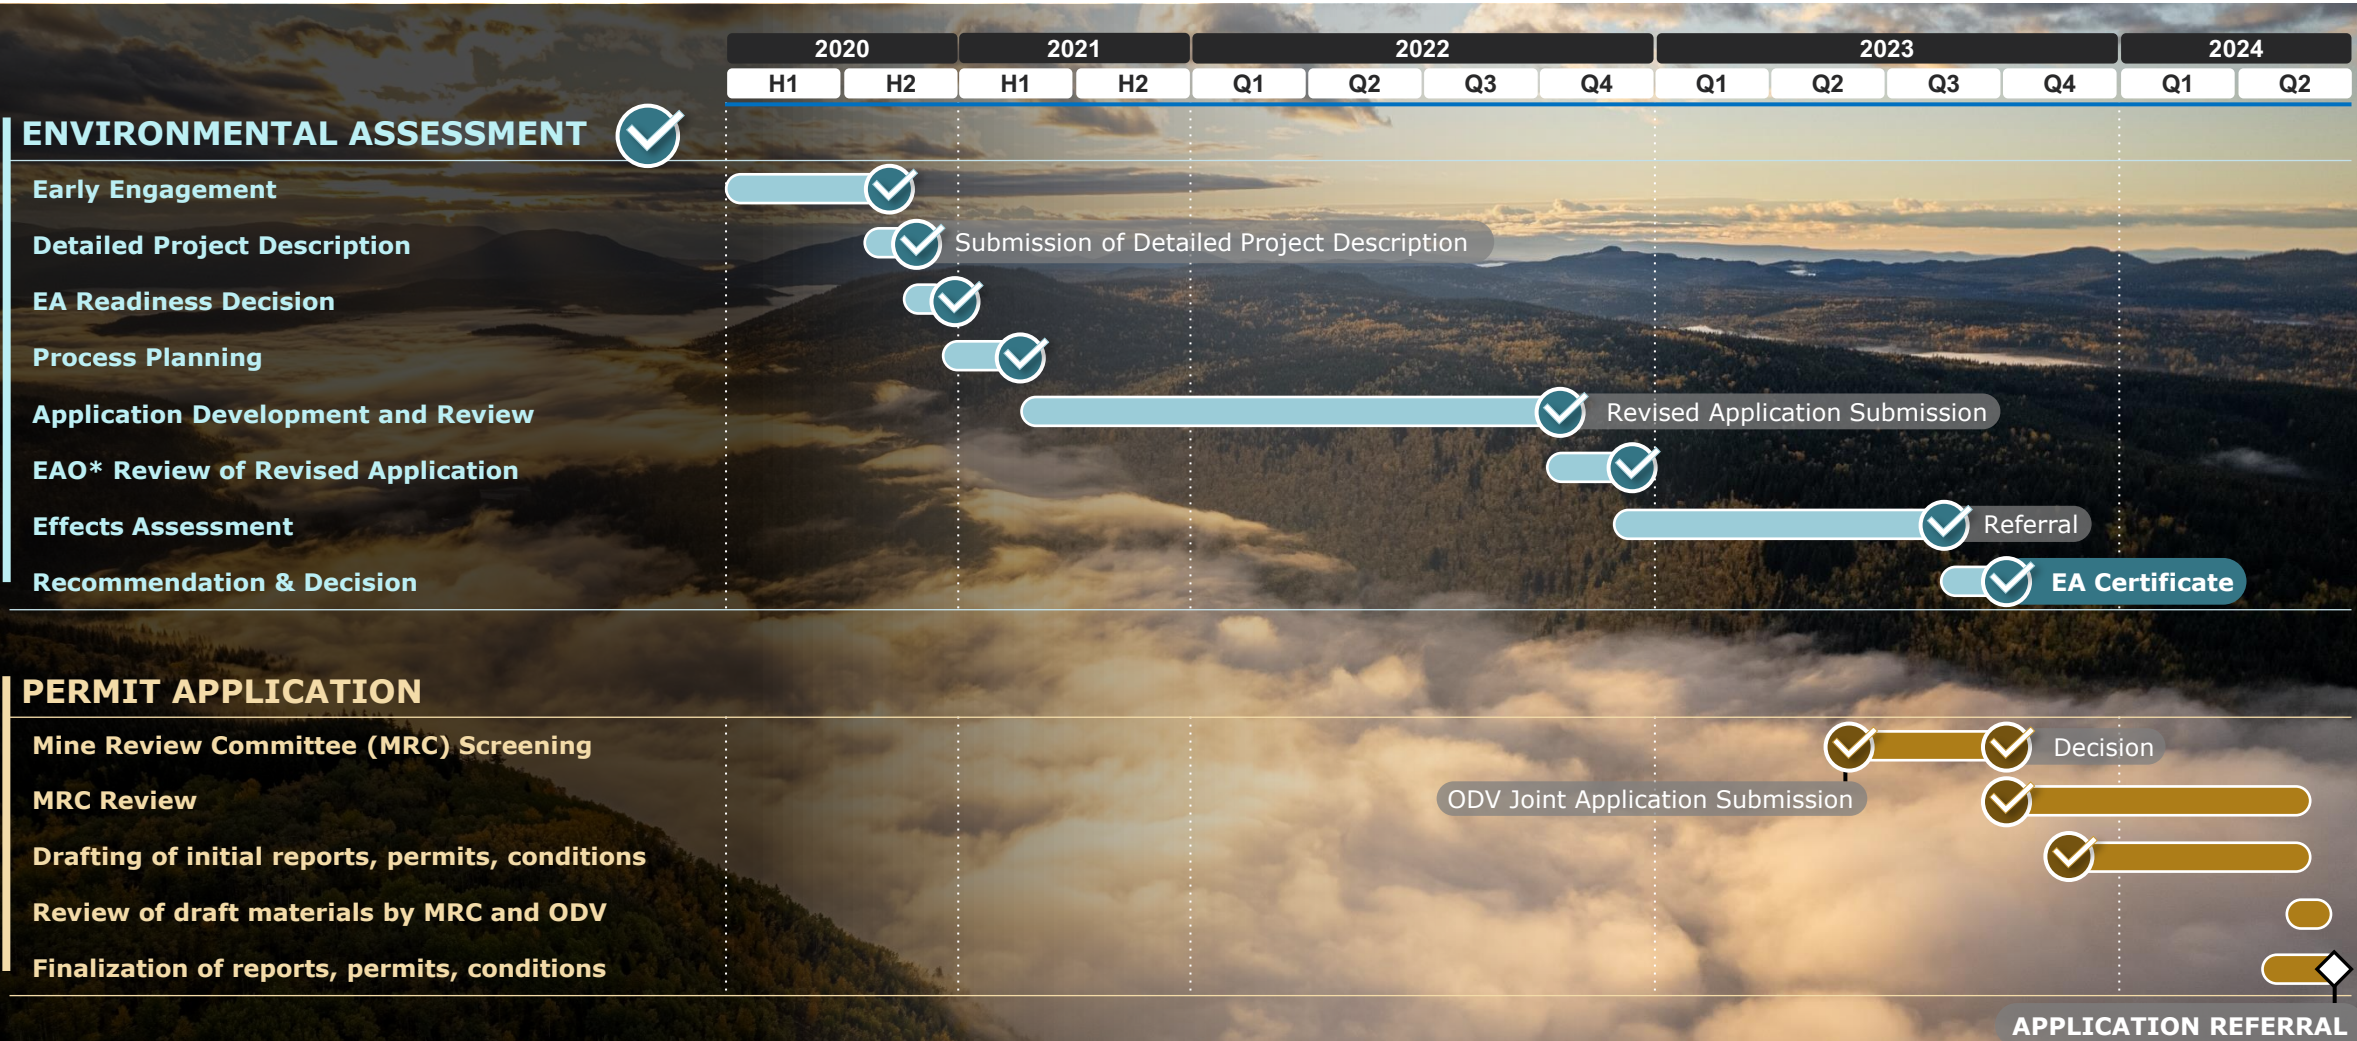 2020 2021 2022 2023 2024
H1 H2 H1 H2 Q1 Q2 Q3 Q4 Q1 Q2 Q3 Q4 Q1 Q2
ENVIRONMENTAL ASSESSMENT
Early Engagement
Detailed Project Description Submission of Detailed Project Description
EA Readiness Decision
Process Planning
Application Development and Review Revised Application Submission
EAO* Review of Revised Application
Effects Assessment Referral
Recommendation & Decision EA Certificate
PERMIT APPLICATION
Mine Review Committee (MRC) Screening Decision
MRC Review ODV Joint Application Submission
Drafting of initial reports, permits, conditions
Review of draft materials by MRC and ODV
Finalization of reports, permits, conditions
APPLICATION REFERRAL